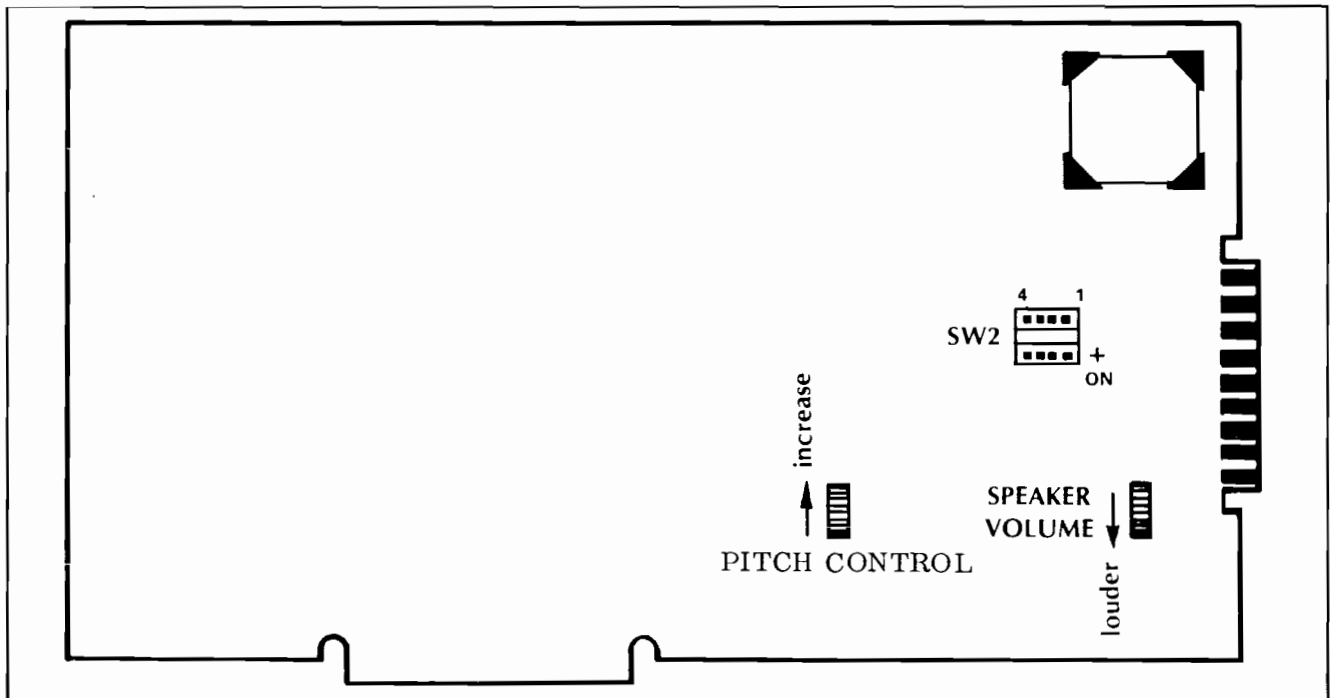 4 1
SW2
+
ON
increase
PITCH CONTROL
SPEAKER
VOLUME
louder